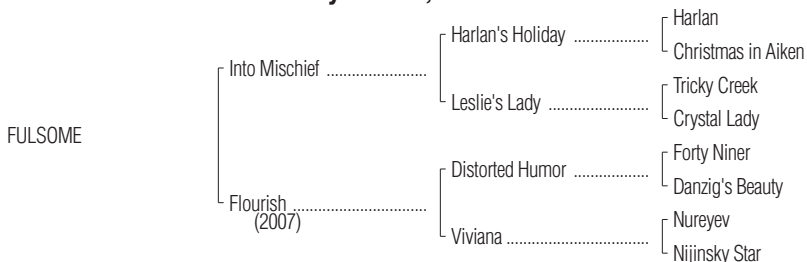 Harlan
Harlan's Holiday ...................
Christmas in Aiken
Into Mischief .........................
Tricky Creek
Leslie's Lady .........................
Crystal Lady
FULSOME
Forty Niner
Distorted Humor ...................
Danzig's Beauty
Flourish .................................
(2007)
Nureyev
Viviana ...................................
Nijinsky Star